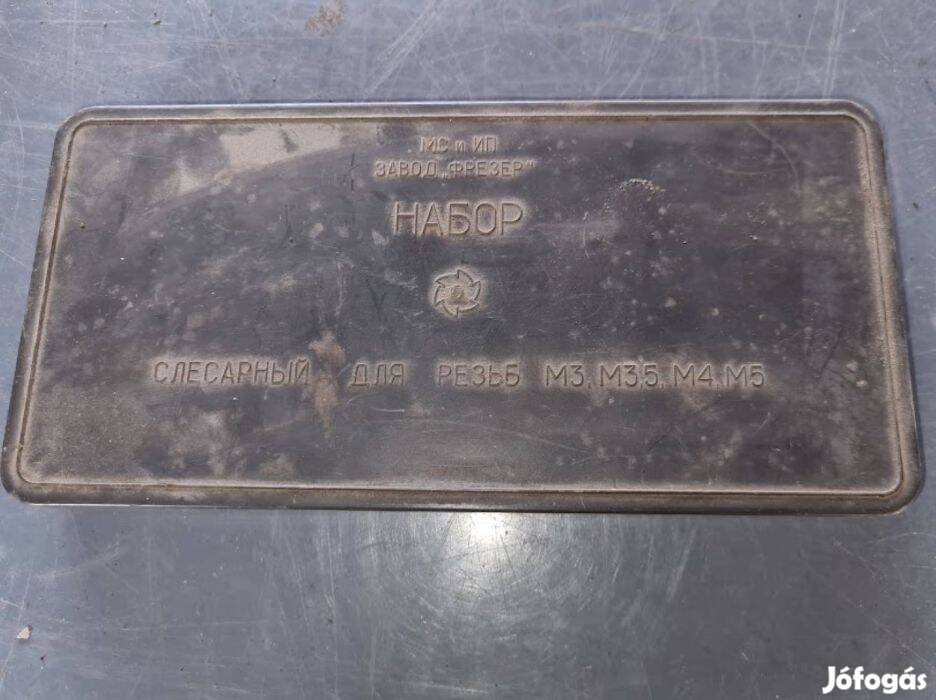 МС и ИП
ЗАВОД „ФРЕЗЕР"
НАБОР
СЛЕСАРНЫЙ ДЛЯ РЕЗЬБ М3, М3,5, М4, М5
Jófogás